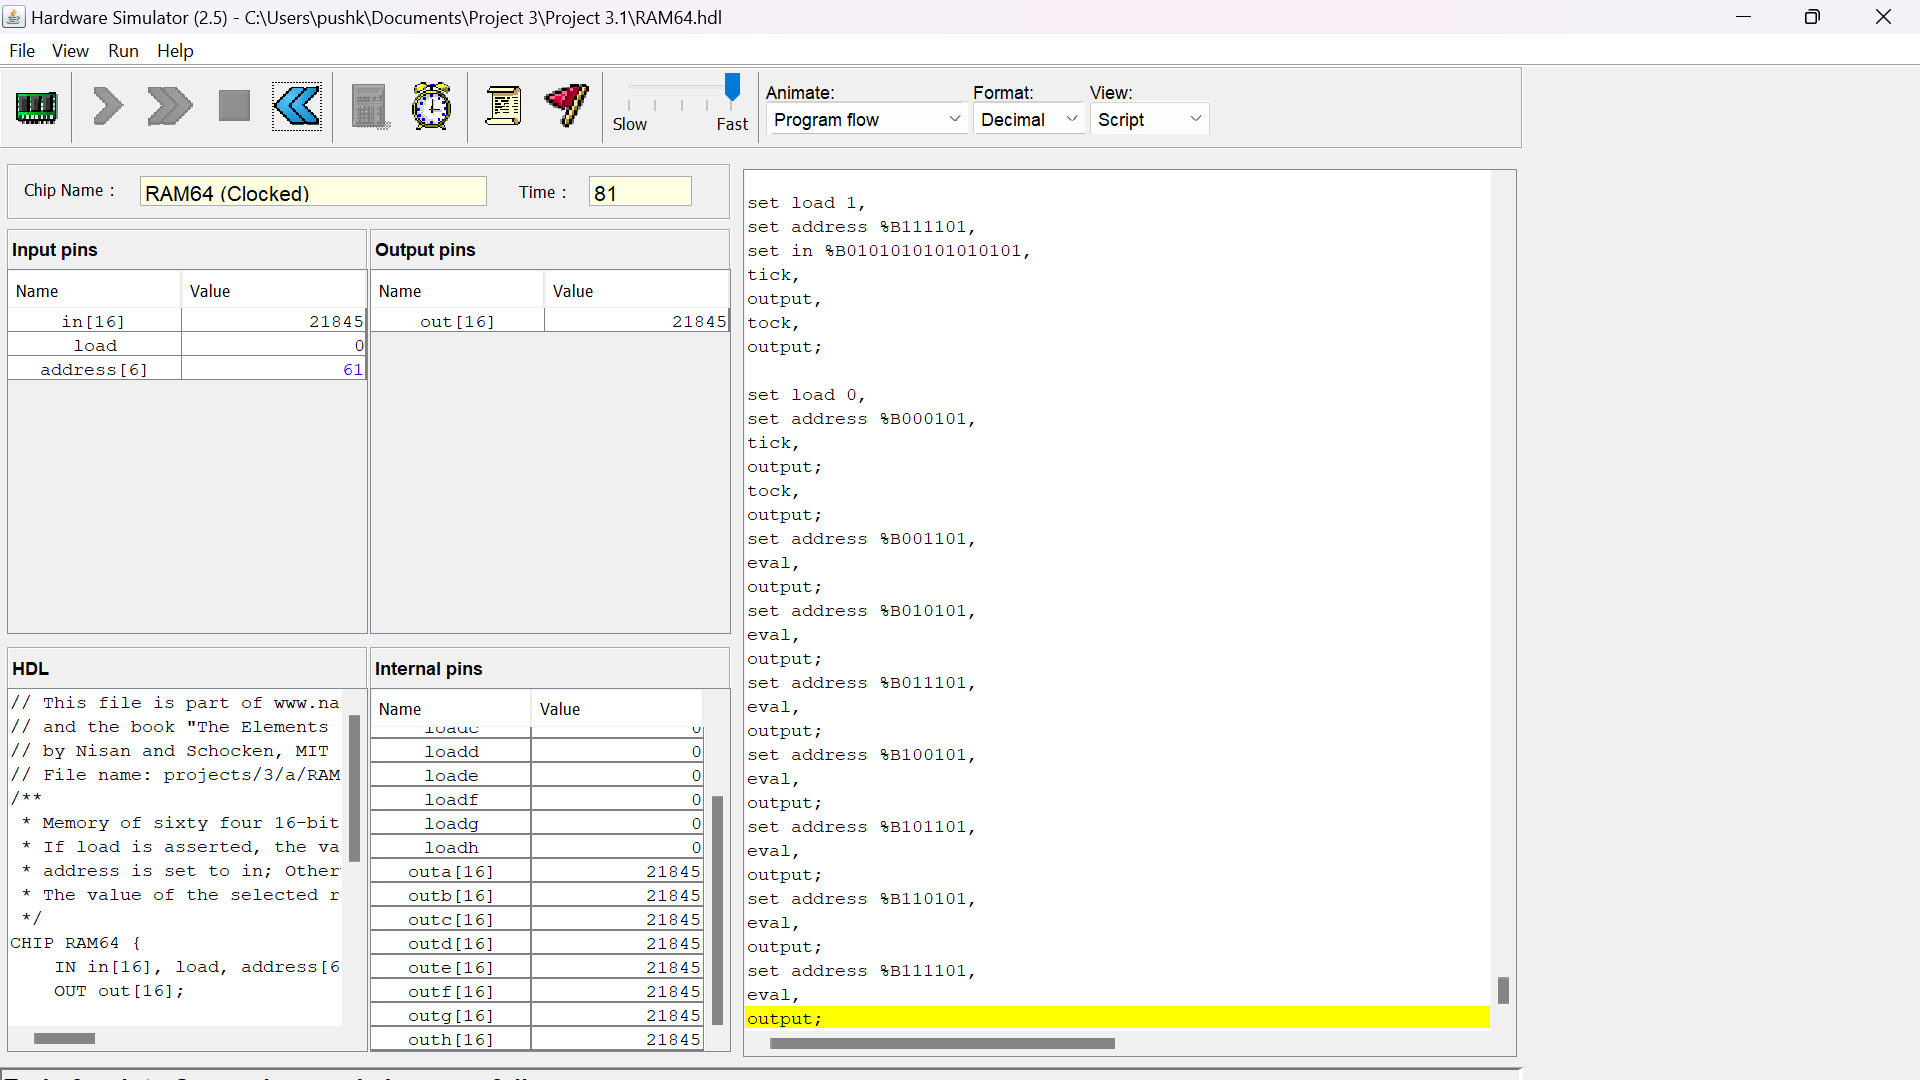 Hardware Simulator (2.5) - C:\Users\pushk\Documents\Project 3\Project 3.1\RAM64.hdl
File View Run Help
Slow Fast
Animate:
Program flow
Format:
Decimal
View:
Script
Chip Name :
RAM64 (Clocked)
Time :
81
Input pins
Name Value
in[16] 21845
load 0
address[6] 61
Output pins
Name Value
out[16] 21845
HDL
// This file is part of www.na
// and the book "The Elements
// by Nisan and Schocken, MIT
// File name: projects/3/a/RAM
/**
* Memory of sixty four 16-bit
* If load is asserted, the va
* address is set to in; Other
* The value of the selected r
*/
CHIP RAM64 {
IN in[16], load, address[6
OUT out[16];
Internal pins
Name Value
loadc 0
loadd 0
loade 0
loadf 0
loadg 0
loadh 0
outa[16] 21845
outb[16] 21845
outc[16] 21845
outd[16] 21845
oute[16] 21845
outf[16] 21845
outg[16] 21845
outh[16] 21845
set load 1,
set address %B111101,
set in %B0101010101010101,
tick,
output,
tock,
output;
set load 0,
set address %B000101,
tick,
output;
tock,
output;
set address %B001101,
eval,
output;
set address %B010101,
eval,
output;
set address %B011101,
eval,
output;
set address %B100101,
eval,
output;
set address %B101101,
eval,
output;
set address %B110101,
eval,
output;
set address %B111101,
eval,
output;